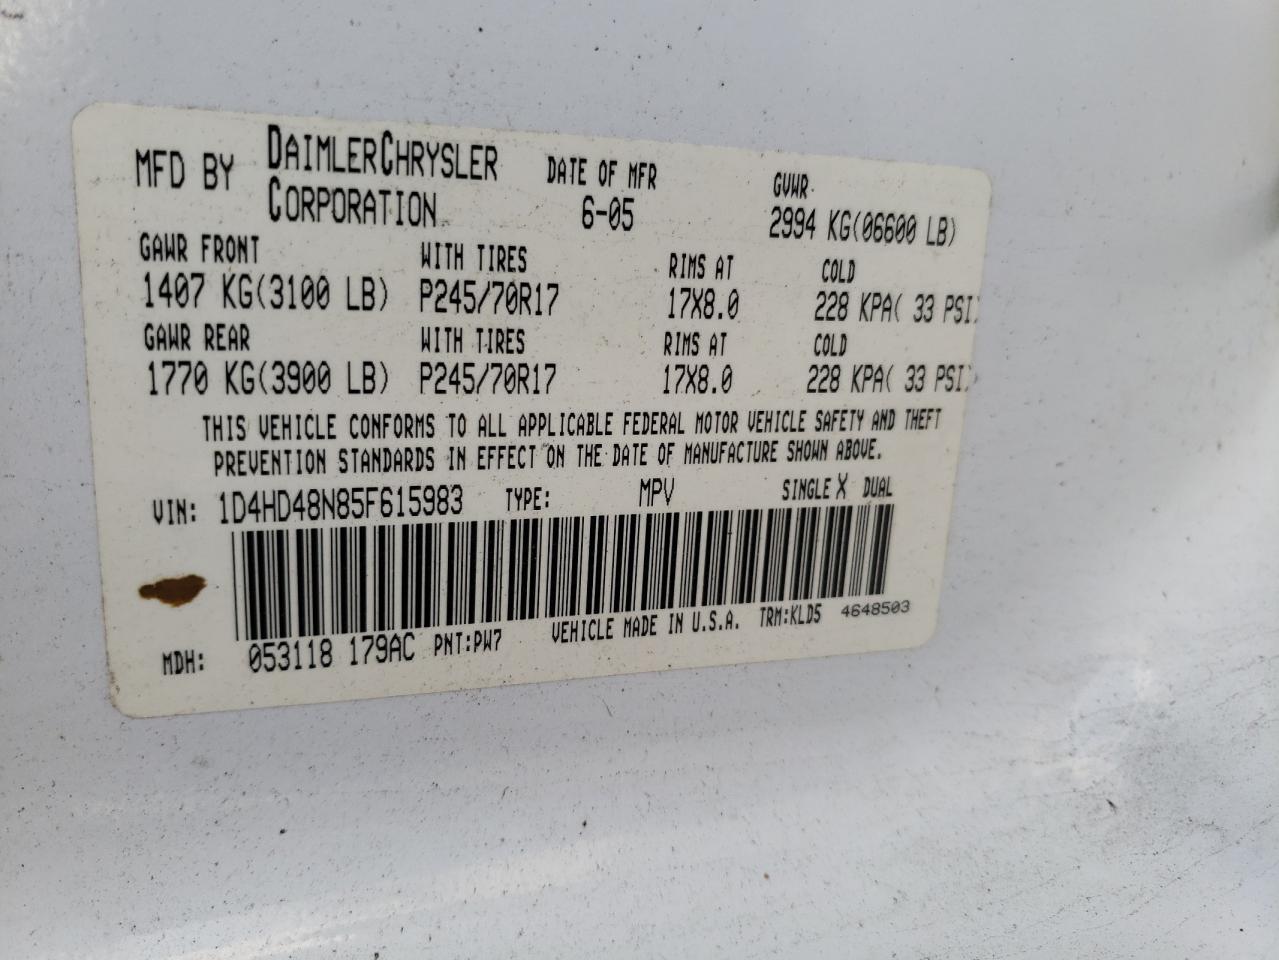 MFD BY DAIMLERCHRYSLER CORPORATION DATE OF MFR 6-05 GVWR 2994 KG(06600 LB)
GAWR FRONT WITH TIRES RIMS AT COLD
1407 KG(3100 LB) P245/70R17 17X8.0 228 KPA( 33 PSI)
GAWR REAR WITH TIRES RIMS AT COLD
1770 KG(3900 LB) P245/70R17 17X8.0 228 KPA( 33 PSI)
THIS VEHICLE CONFORMS TO ALL APPLICABLE FEDERAL MOTOR VEHICLE SAFETY AND THEFT
PREVENTION STANDARDS IN EFFECT ON THE DATE OF MANUFACTURE SHOWN ABOVE.
VIN: 1D4HD48N85F615983 TYPE: MPV SINGLE X DUAL
MDH: 053118 179AC PNT:PW7 VEHICLE MADE IN U.S.A. TRM:KLD5 4648503